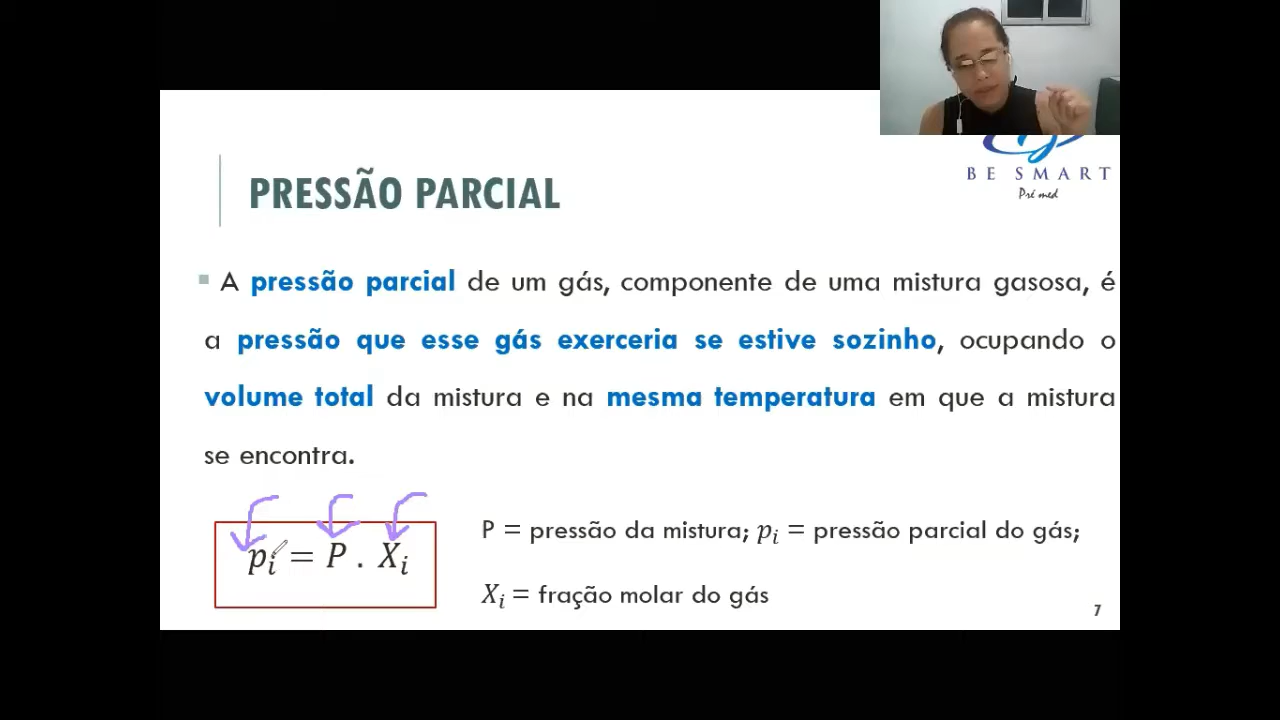 BE SMART
Pré med
PRESSÃO PARCIAL
A pressão parcial de um gás, componente de uma mistura gasosa, é
a pressão que esse gás exerceria se estive sozinho, ocupando o
volume total da mistura e na mesma temperatura em que a mistura
se encontra.
pᵢ = P . Xᵢ
P = pressão da mistura; pᵢ = pressão parcial do gás;
Xᵢ = fração molar do gás
7